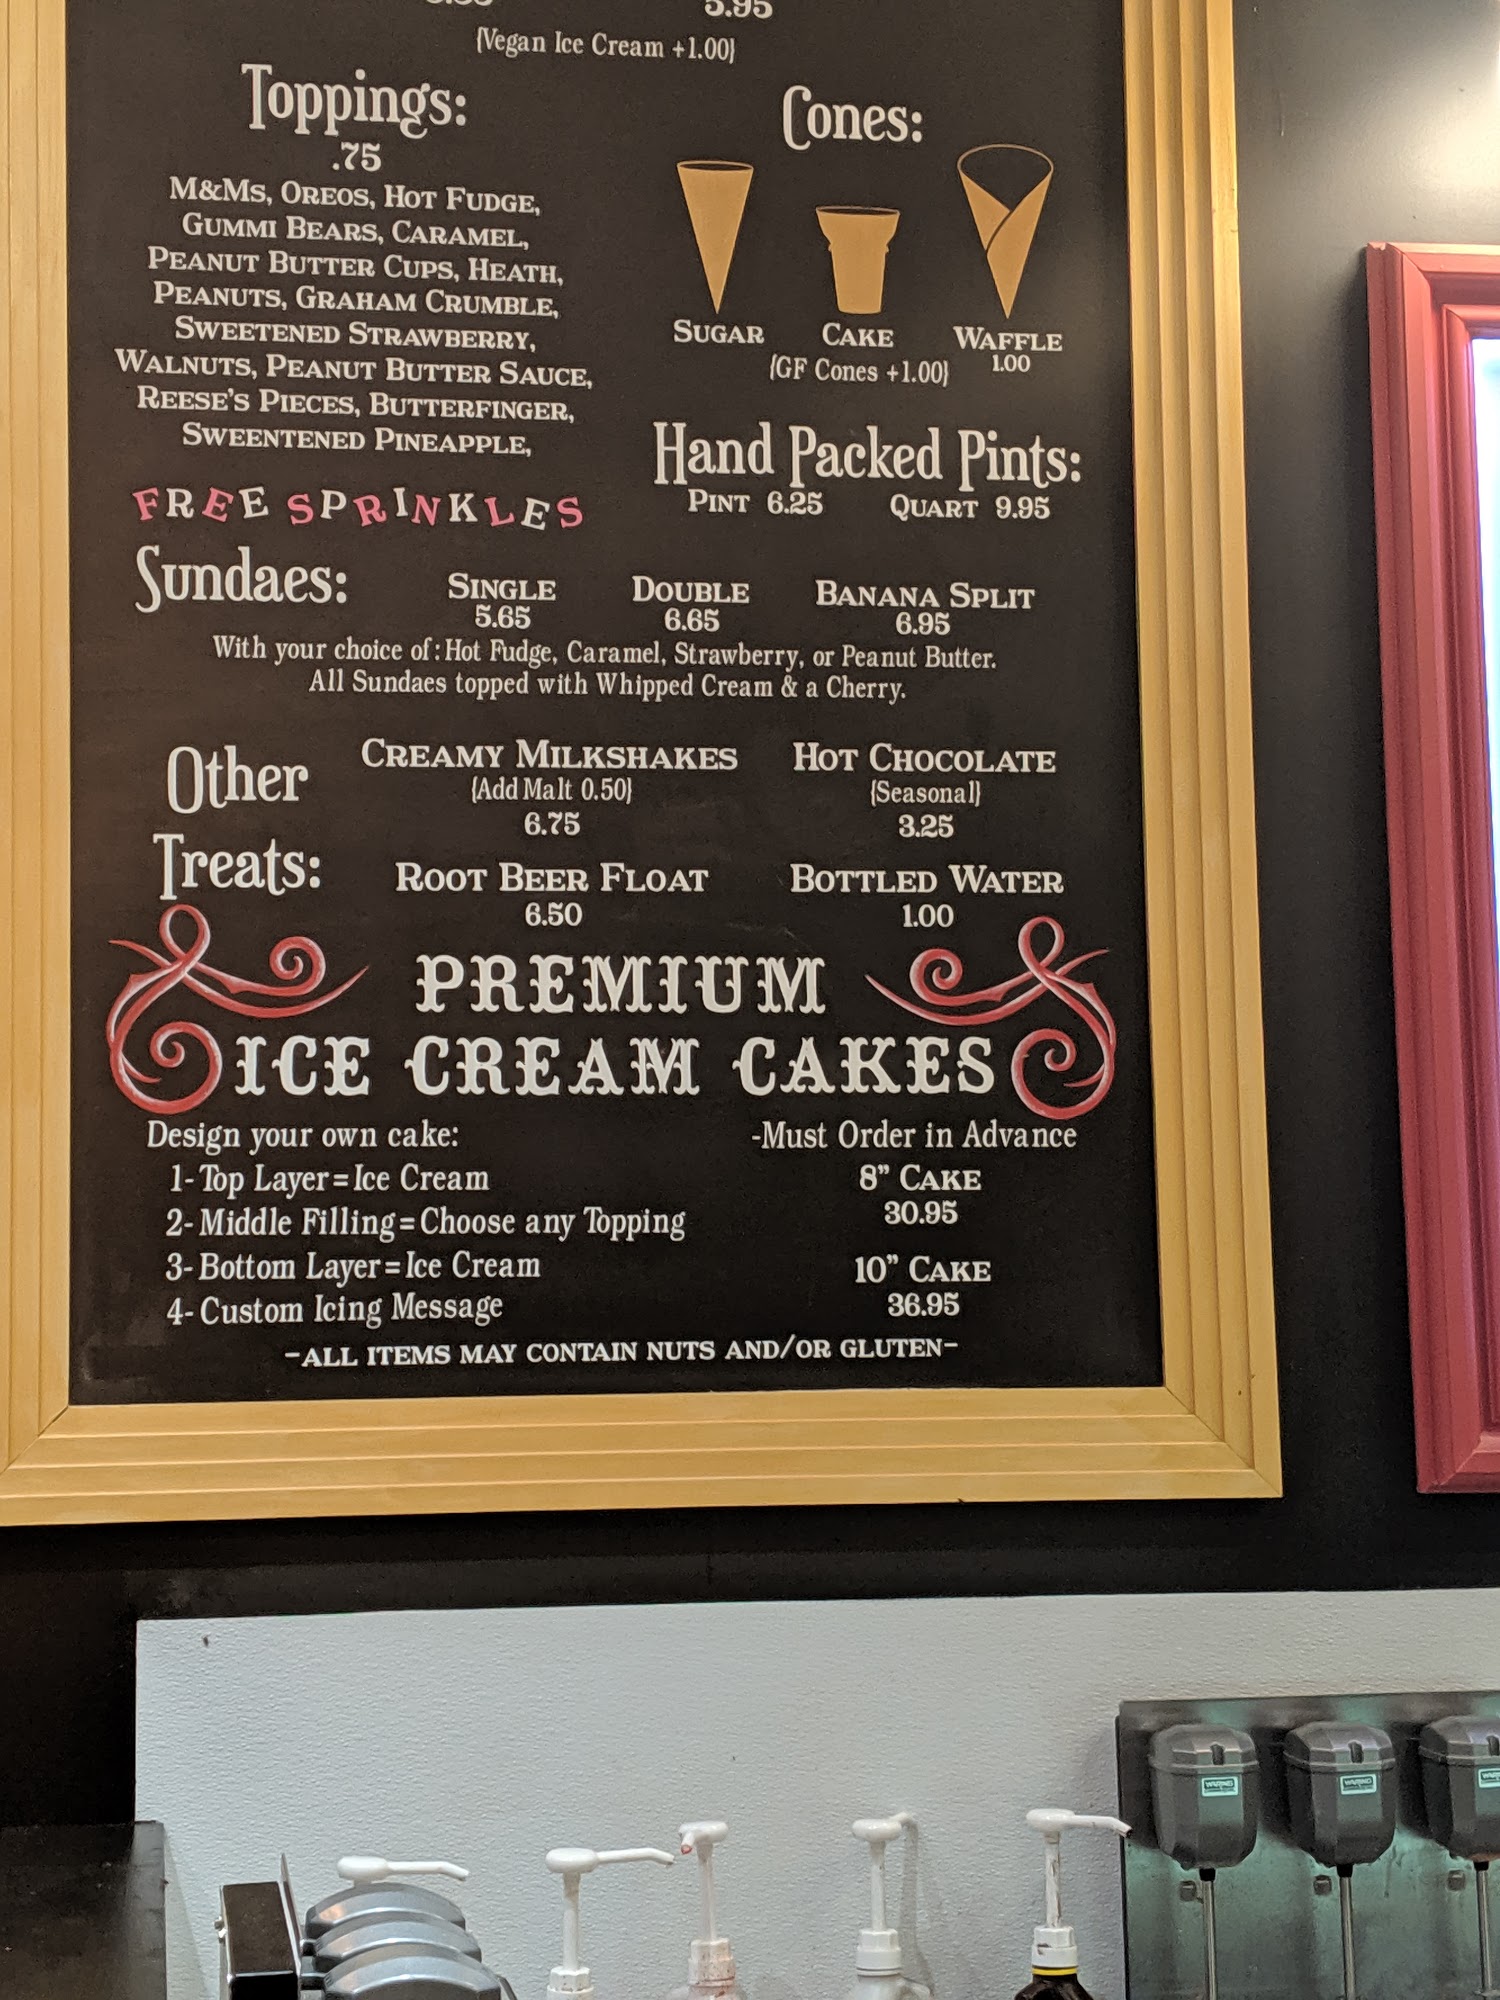 5.95
{Vegan Ice Cream +1.00}
Toppings:
.75
M&Ms, Oreos, Hot Fudge,
Gummi Bears, Caramel,
Peanut Butter Cups, Heath,
Peanuts, Graham Crumble,
Sweetened Strawberry,
Walnuts, Peanut Butter Sauce,
Reese's Pieces, Butterfinger,
Sweentened Pineapple,
FREE SPRINKLES
Cones:
Sugar Cake Waffle
1.00
{GF Cones +1.00}
Hand Packed Pints:
Pint 6.25 Quart 9.95
Sundaes:
Single Double Banana Split
5.65 6.65 6.95
With your choice of: Hot Fudge, Caramel, Strawberry, or Peanut Butter.
All Sundaes topped with Whipped Cream & a Cherry.
Other
Treats:
Creamy Milkshakes
{Add Malt 0.50}
6.75
Hot Chocolate
{Seasonal}
3.25
Root Beer Float
6.50
Bottled Water
1.00
PREMIUM
ICE CREAM CAKES
Design your own cake:
1- Top Layer=Ice Cream
2- Middle Filling=Choose any Topping
3- Bottom Layer=Ice Cream
4- Custom Icing Message
-Must Order in Advance
8" Cake
30.95
10" Cake
36.95
-ALL ITEMS MAY CONTAIN NUTS AND/OR GLUTEN-
WARING
WARING